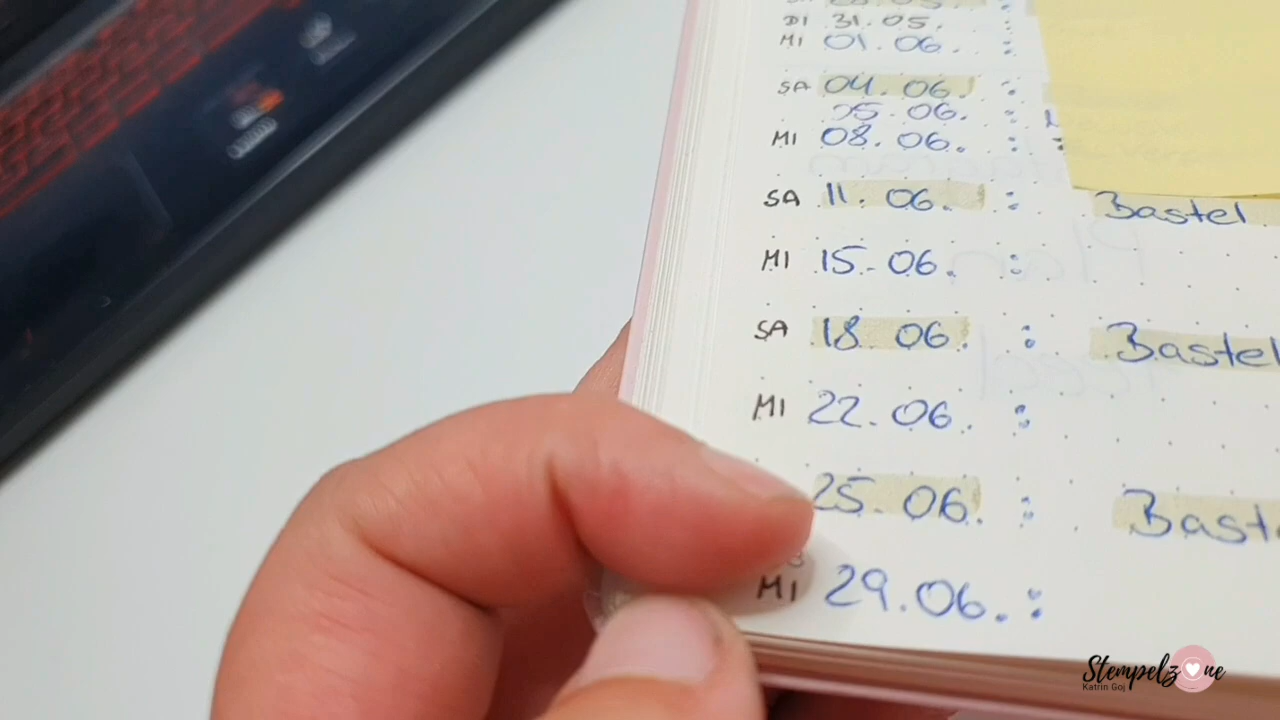 DI 31.05.
MI 01.06. :
SA 04.06. :
05.06. :
MI 08.06. :
SA 11.06. : Bastel
MI 15.06. :
SA 18.06. : Bastel
MI 22.06. :
25.06. : Bast
MI 29.06. :
Stempelzone
Katrin Goj